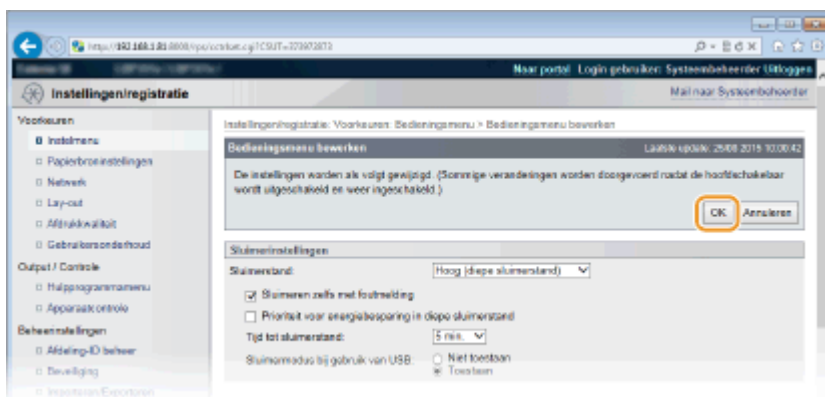 Naar portal Login gebruiker: Systeembeheerder Uitloggen
Instellingen/registratie
Mail naar Systeembeheerder
Voorkeuren
Instelmenu
Papierbroninstellingen
Netwerk
Lay-out
Afdrukkwaliteit
Gebruikersonderhoud
Output / Controle
Hulpprogrammamenu
Apparaatcontrole
Beheerinstellingen
Afdeling-ID beheer
Beveiliging
Importeren/Exporteren
Instellingen/registratie: Voorkeuren: Bedieningsmenu > Bedieningsmenu bewerken
Bedieningsmenu bewerken
Laatste update: 25/08 2015 10:08:42
De instellingen worden als volgt gewijzigd. (Sommige veranderingen worden doorgevoerd nadat de hoofdschakelaar
wordt uitgeschakeld en weer ingeschakeld.)
OK Annuleren
Sluimerinstellingen
Sluimerstand: Hoog (diepe sluimerstand)
Sluimeren zelfs met foutmelding
Prioriteit voor energiebesparing in diepe sluimerstand
Tijd tot sluimerstand: 5 min.
Sluimermodus bij gebruik van USB: Niet toestaan
Toestaan